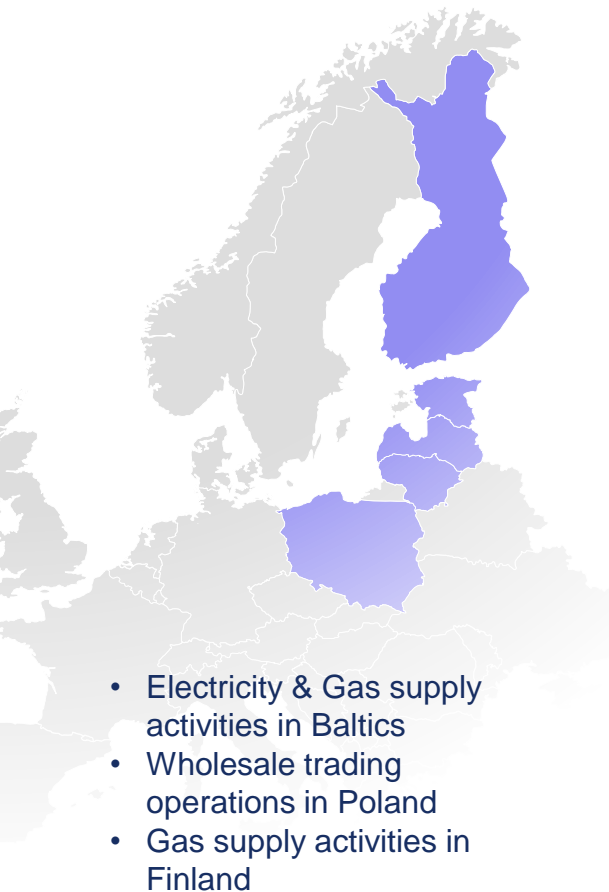 • Electricity & Gas supply
activities in Baltics
• Wholesale trading
operations in Poland
• Gas supply activities in
Finland